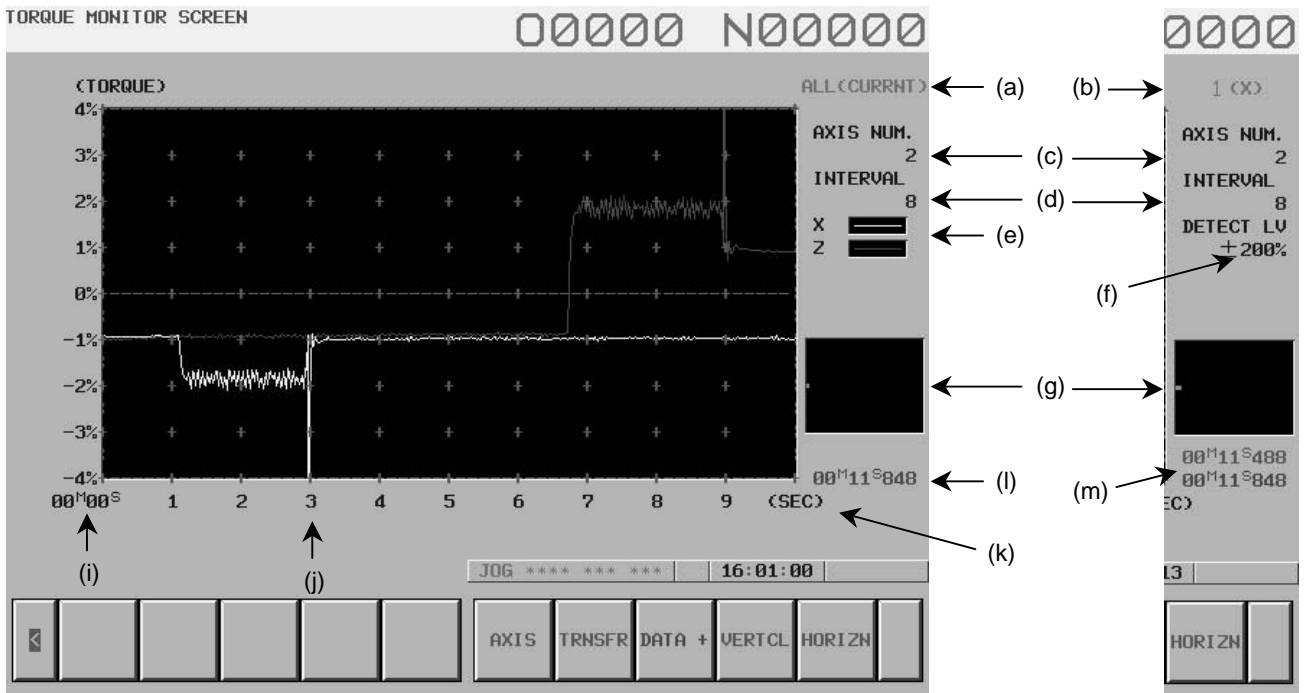 TORQUE MONITOR SCREEN O0000 N00000 0000
(TORQUE) ALL(CURRNT) (a) (b) 1 (X)
4%
AXIS NUM. AXIS NUM.
3% 2 (c) 2
INTERVAL INTERVAL
2% 8 (d) 8
X (e) DETECT LV
1% Z ±200%
(f)
0%
-1%
-2% (g)
-3%
00M11S488
-4% 00M11S848 (l) (m) 00M11S848
00M00S 1 2 3 4 5 6 7 8 9 (SEC) EC)
(i) (j) (k)
JOG **** *** *** 16:01:00 13
< AXIS TRNSFR DATA + VERTCL HORIZN HORIZN